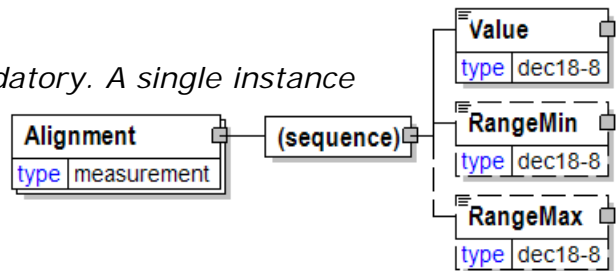 Value
type dec18-8
datory. A single instance
RangeMin
type dec18-8
Alignment
type measurement
(sequence)
RangeMax
type dec18-8